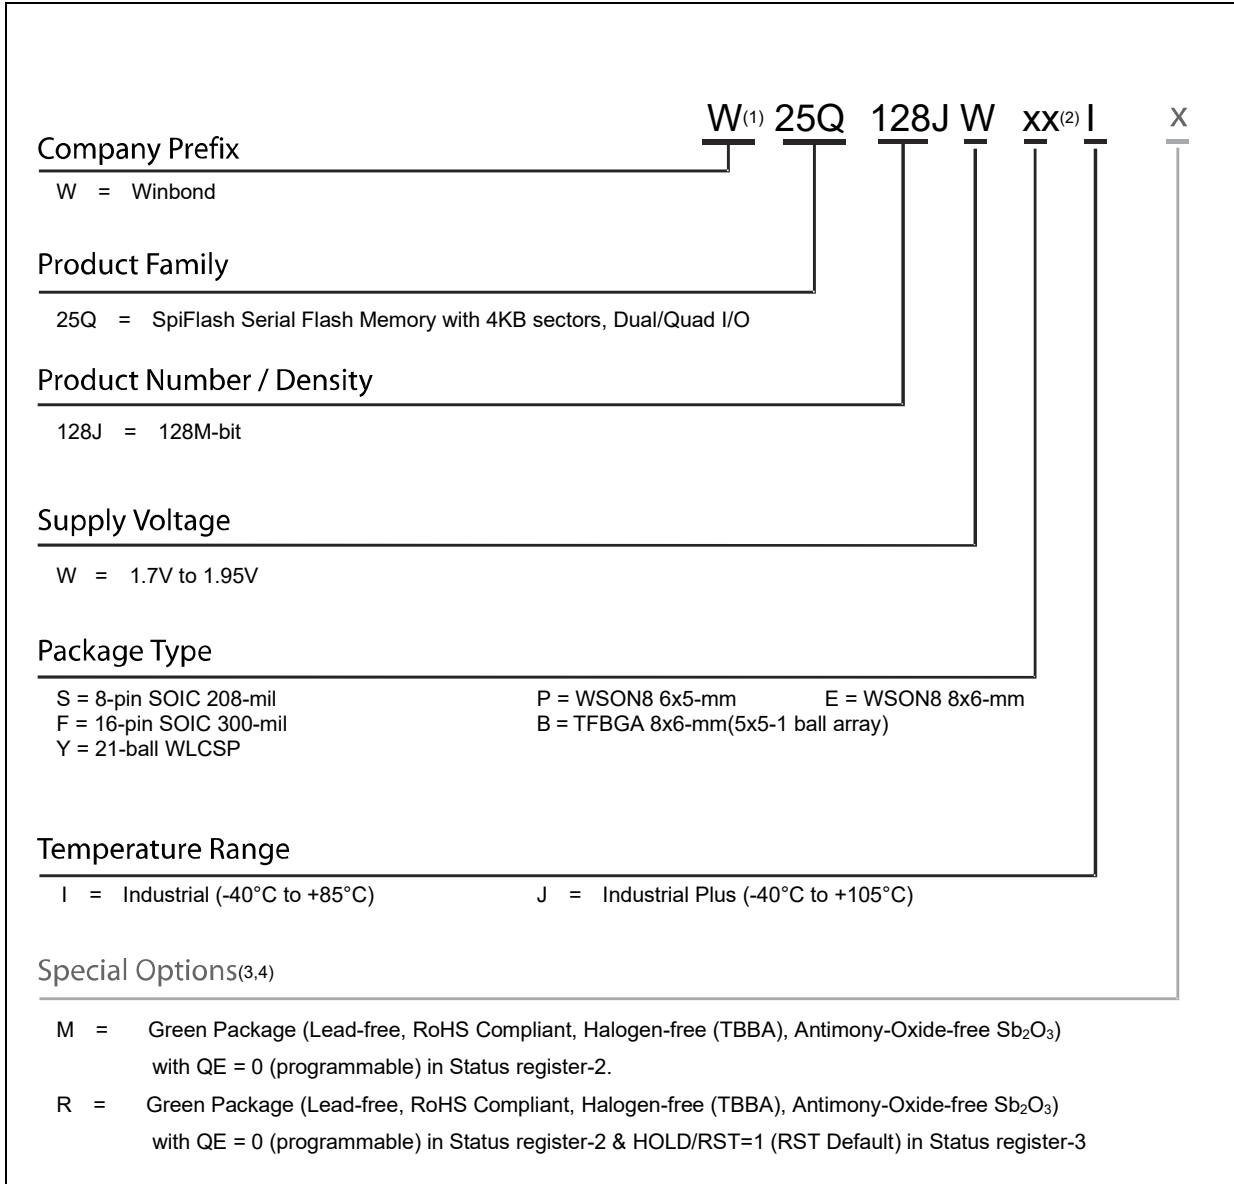 W(1) 25Q 128J W xx(2) I x
Company Prefix
W = Winbond
Product Family
25Q = SpiFlash Serial Flash Memory with 4KB sectors, Dual/Quad I/O
Product Number / Density
128J = 128M-bit
Supply Voltage
W = 1.7V to 1.95V
Package Type
S = 8-pin SOIC 208-mil P = WSON8 6x5-mm E = WSON8 8x6-mm
F = 16-pin SOIC 300-mil B = TFBGA 8x6-mm(5x5-1 ball array)
Y = 21-ball WLCSP
Temperature Range
I = Industrial (-40°C to +85°C) J = Industrial Plus (-40°C to +105°C)
Special Options(3,4)
M = Green Package (Lead-free, RoHS Compliant, Halogen-free (TBBA), Antimony-Oxide-free Sb₂O₃)
with QE = 0 (programmable) in Status register-2.
R = Green Package (Lead-free, RoHS Compliant, Halogen-free (TBBA), Antimony-Oxide-free Sb₂O₃)
with QE = 0 (programmable) in Status register-2 & HOLD/RST=1 (RST Default) in Status register-3